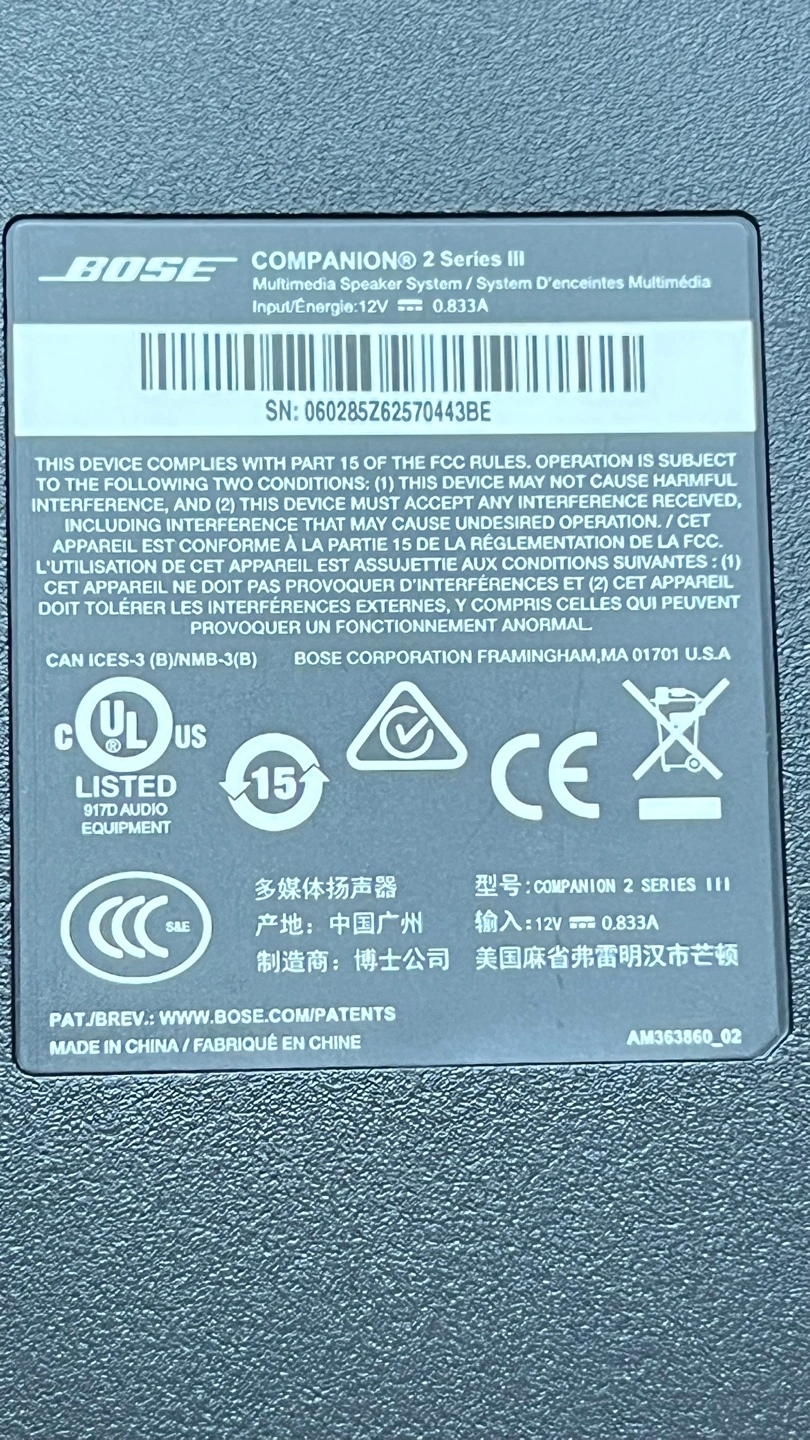 BOSE COMPANION® 2 Series III
Multimedia Speaker System / System D'enceintes Multimédia
Input/Énergie:12V ⎓ 0.833A
SN: 060285Z62570443BE
THIS DEVICE COMPLIES WITH PART 15 OF THE FCC RULES. OPERATION IS SUBJECT
TO THE FOLLOWING TWO CONDITIONS: (1) THIS DEVICE MAY NOT CAUSE HARMFUL
INTERFERENCE, AND (2) THIS DEVICE MUST ACCEPT ANY INTERFERENCE RECEIVED,
INCLUDING INTERFERENCE THAT MAY CAUSE UNDESIRED OPERATION. / CET
APPAREIL EST CONFORME À LA PARTIE 15 DE LA RÉGLEMENTATION DE LA FCC.
L'UTILISATION DE CET APPAREIL EST ASSUJETTIE AUX CONDITIONS SUIVANTES : (1)
CET APPAREIL NE DOIT PAS PROVOQUER D'INTERFÉRENCES ET (2) CET APPAREIL
DOIT TOLÉRER LES INTERFÉRENCES EXTERNES, Y COMPRIS CELLES QUI PEUVENT
PROVOQUER UN FONCTIONNEMENT ANORMAL.
CAN ICES-3 (B)/NMB-3(B) BOSE CORPORATION FRAMINGHAM,MA 01701 U.S.A
C UL® US
LISTED
917D AUDIO
EQUIPMENT
15
CE
CCC S&E
多媒体扬声器 型号:COMPANION 2 SERIES III
产地：中国广州 输入:12V ⎓ 0.833A
制造商：博士公司 美国麻省弗雷明汉市芒顿
PAT./BREV.: WWW.BOSE.COM/PATENTS
MADE IN CHINA / FABRIQUÉ EN CHINE AM363860_02